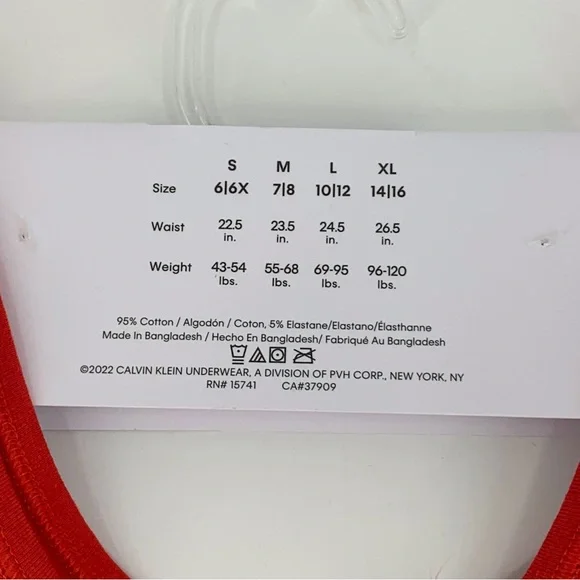 S M L XL
Size 6|6X 7|8 10|12 14|16
Waist 22.5 in. 23.5 in. 24.5 in. 26.5 in.
Weight 43-54 lbs. 55-68 lbs. 69-95 lbs. 96-120 lbs.
95% Cotton / Algodón / Coton, 5% Elastane/Elastano/Élasthanne
Made In Bangladesh/ Hecho En Bangladesh/ Fabriqué Au Bangladesh
©2022 CALVIN KLEIN UNDERWEAR, A DIVISION OF PVH CORP., NEW YORK, NY
RN# 15741 CA#37909